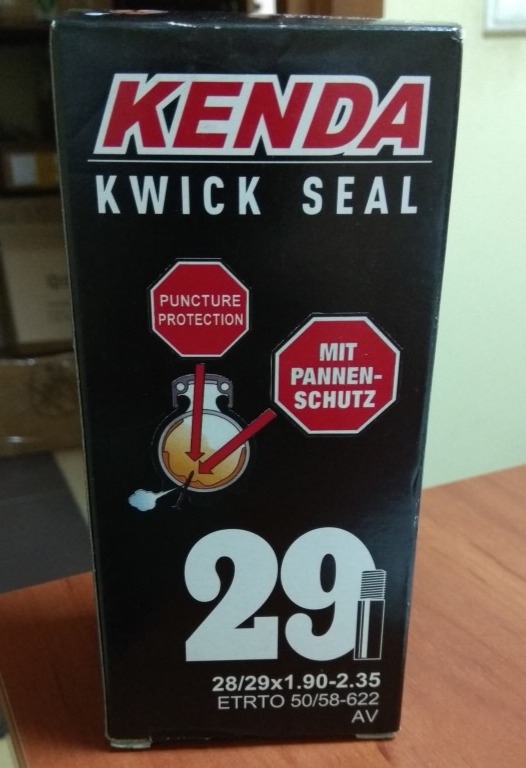 KENDA
KWICK SEAL
PUNCTURE
PROTECTION
MIT
PANNEN-
SCHUTZ
29
28/29x1.90-2.35
ETRTO 50/58-622
AV